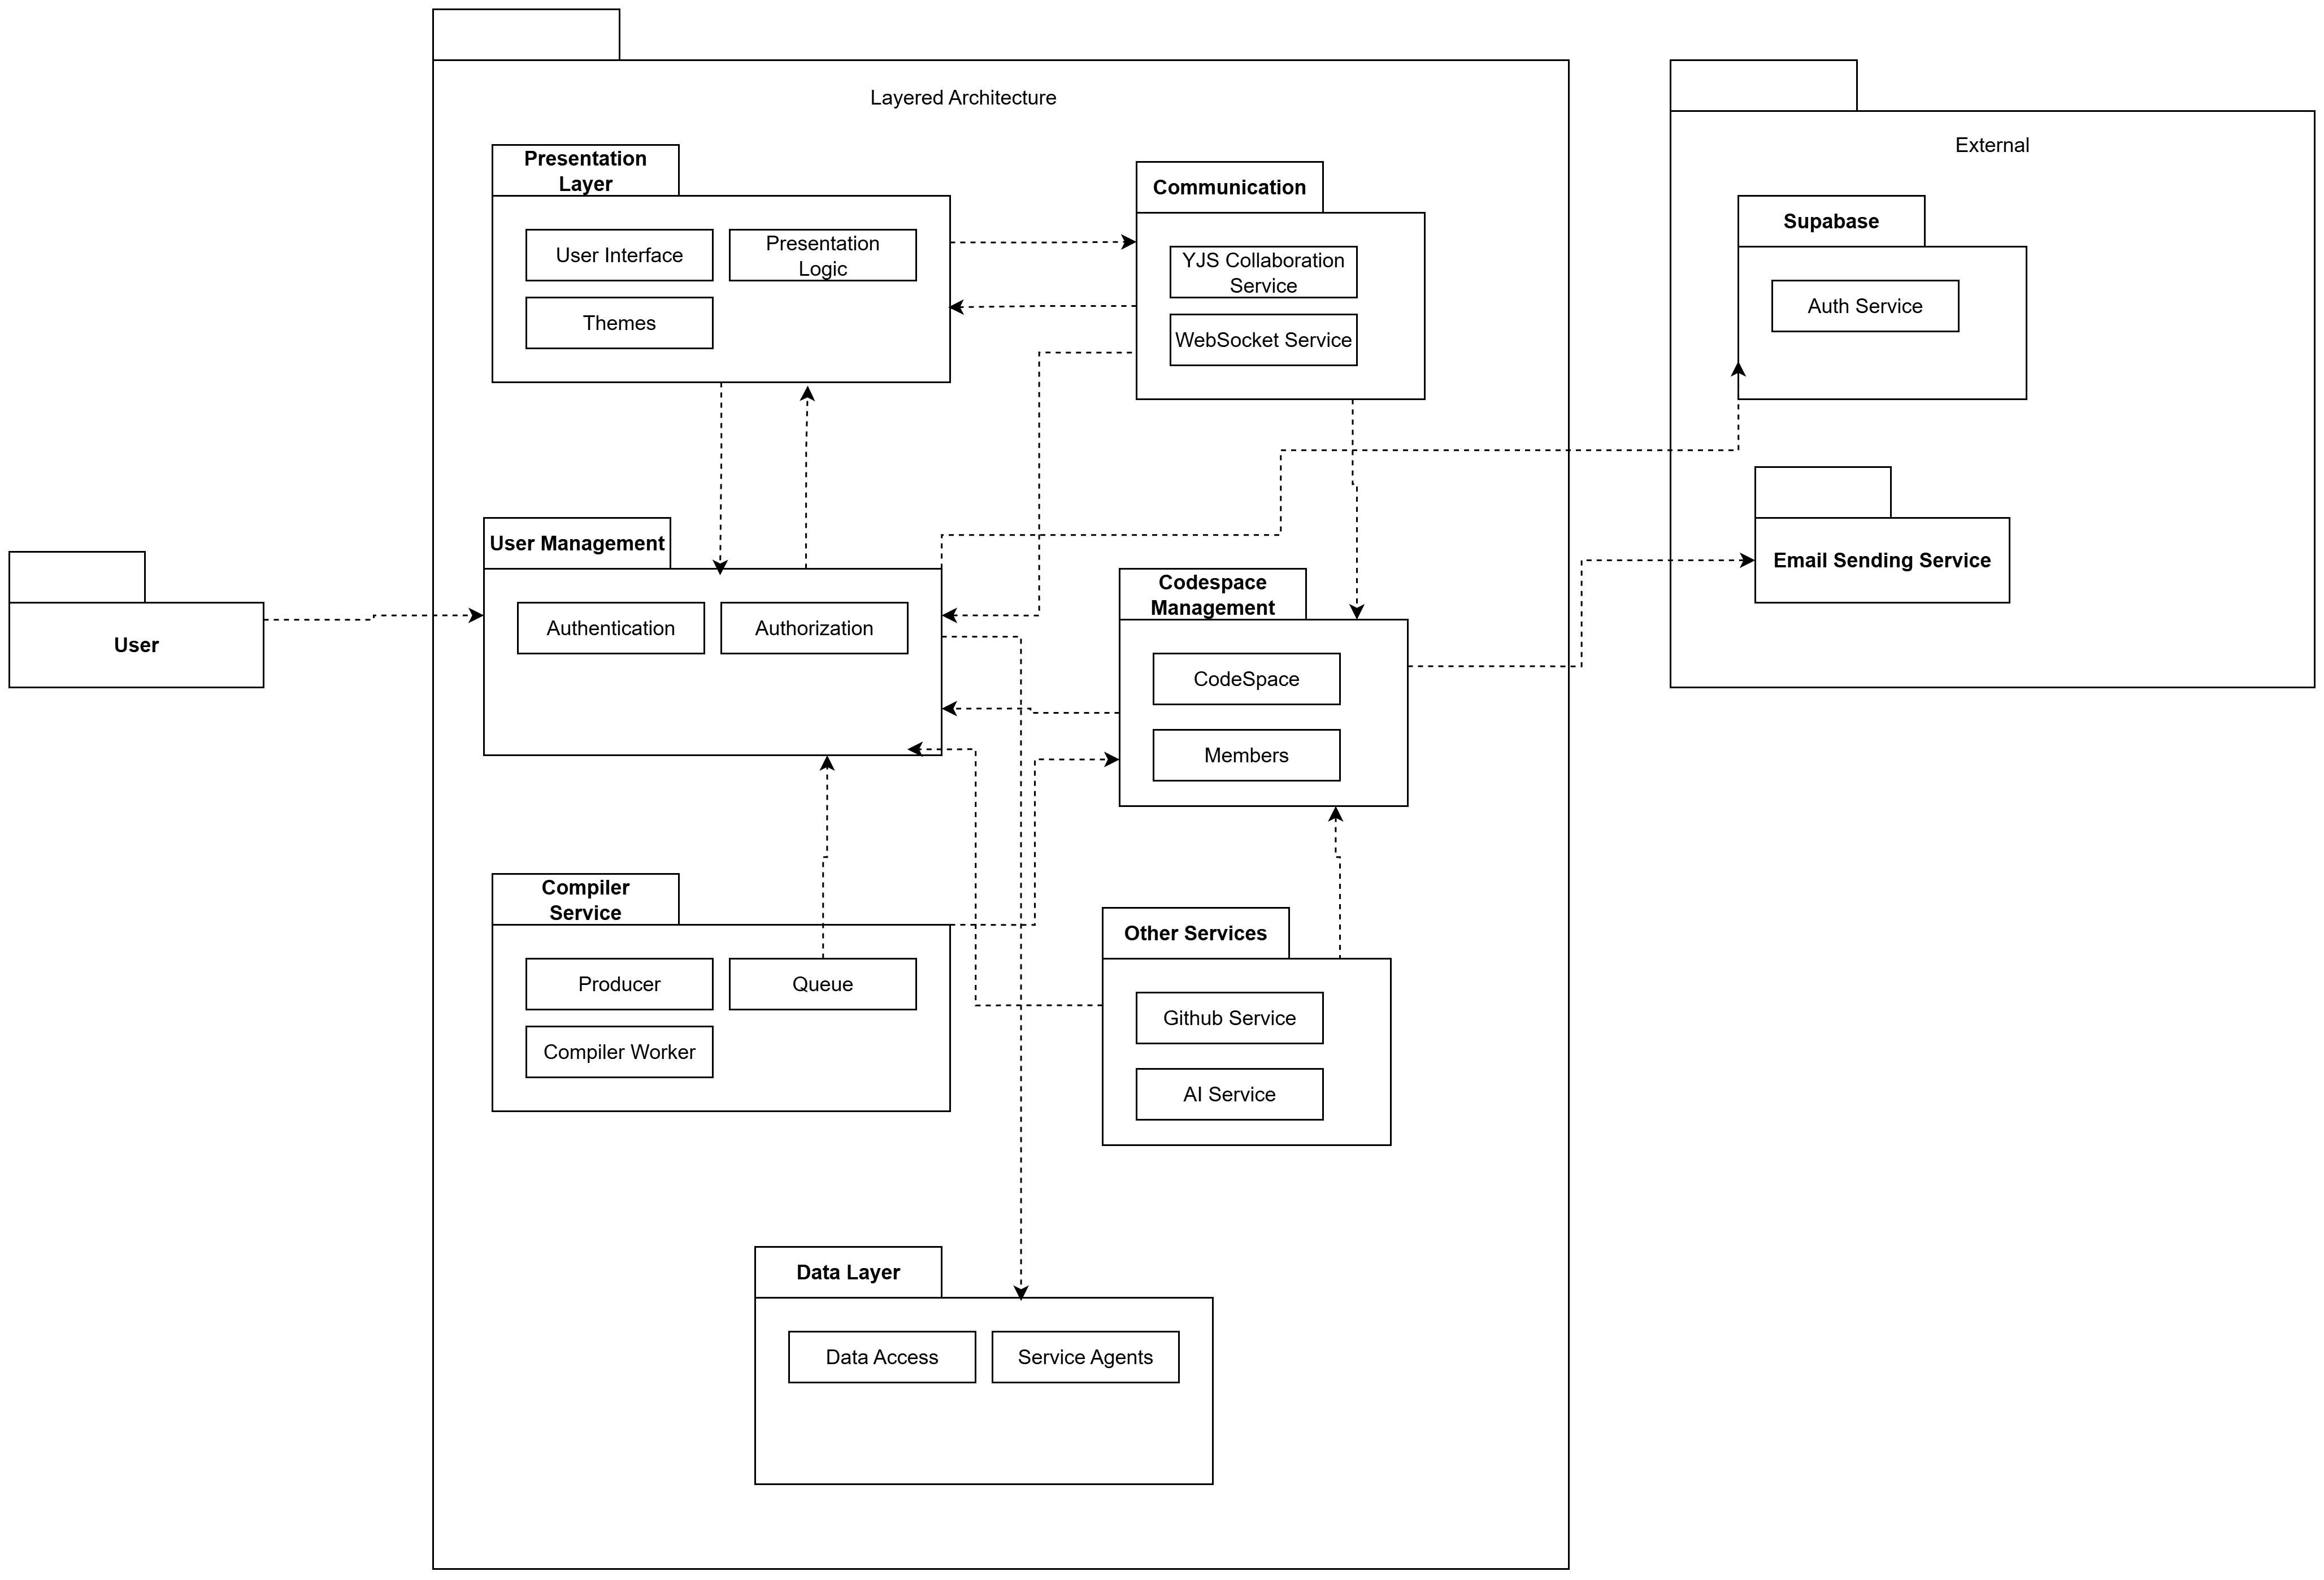 Layered Architecture
Presentation
Layer
User Interface
Presentation
Logic
Themes
Communication
YJS Collaboration
Service
WebSocket Service
External
Supabase
Auth Service
Email Sending Service
User
User Management
Authentication
Authorization
Codespace
Management
CodeSpace
Members
Compiler
Service
Producer
Queue
Compiler Worker
Other Services
Github Service
AI Service
Data Layer
Data Access
Service Agents